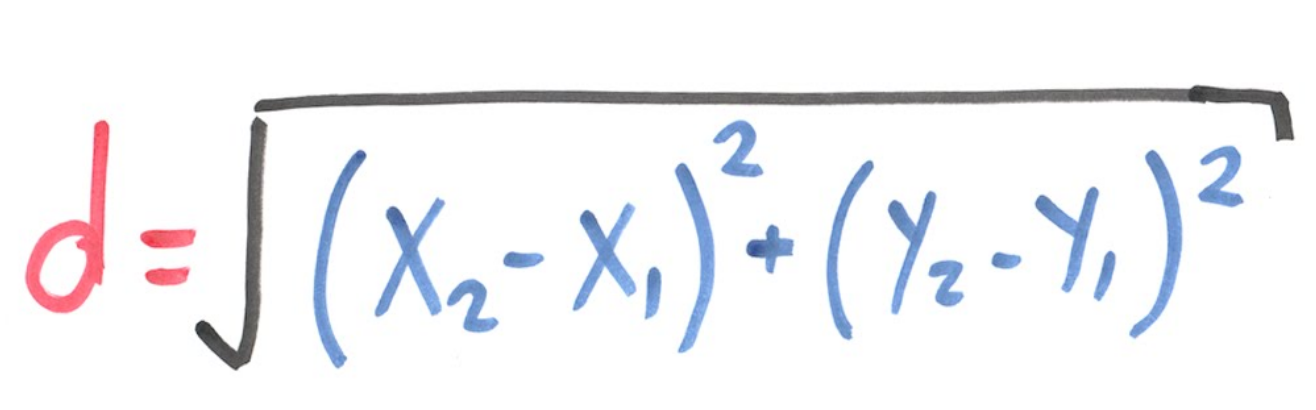 d = √(X₂ - X₁)² + (Y₂ - Y₁)²